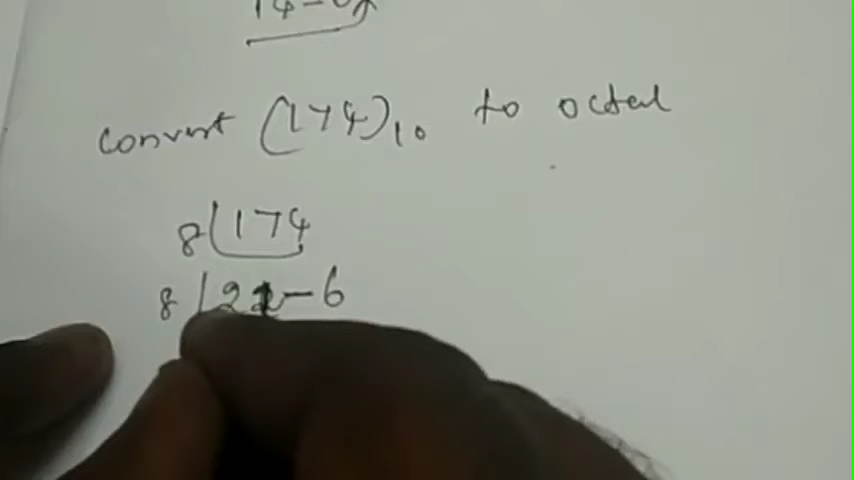 convert (174)10 to octal
8 174
8 21-6